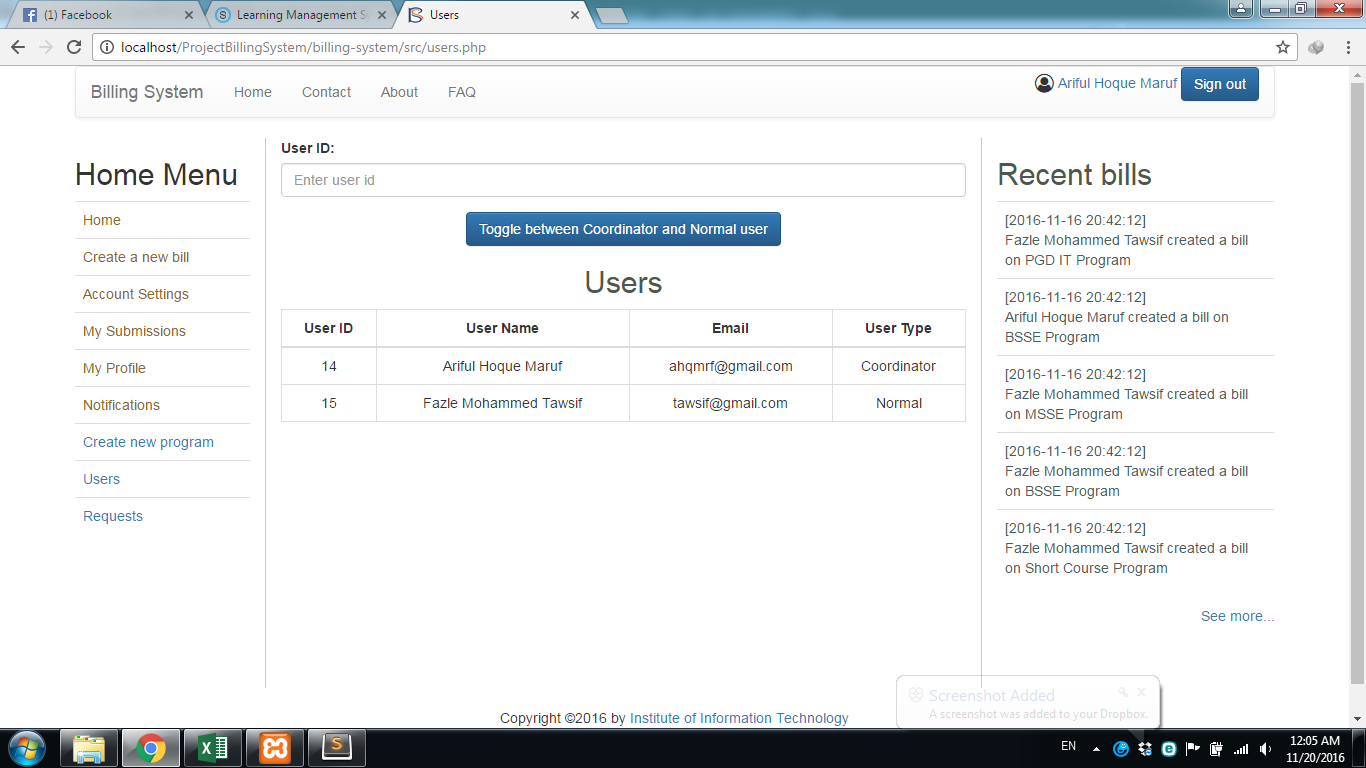 (1) Facebook
Learning Management S
Users
localhost/ProjectBillingSystem/billing-system/src/users.php
Billing System
Home
Contact
About
FAQ
Ariful Hoque Maruf
Sign out
Home Menu
Home
Create a new bill
Account Settings
My Submissions
My Profile
Notifications
Create new program
Users
Requests
User ID:
Enter user id
Toggle between Coordinator and Normal user
Users
User ID User Name Email User Type
14 Ariful Hoque Maruf ahqmrf@gmail.com Coordinator
15 Fazle Mohammed Tawsif tawsif@gmail.com Normal
Recent bills
[2016-11-16 20:42:12]
Fazle Mohammed Tawsif created a bill
on PGD IT Program
[2016-11-16 20:42:12]
Ariful Hoque Maruf created a bill on
BSSE Program
[2016-11-16 20:42:12]
Fazle Mohammed Tawsif created a bill
on MSSE Program
[2016-11-16 20:42:12]
Fazle Mohammed Tawsif created a bill
on BSSE Program
[2016-11-16 20:42:12]
Fazle Mohammed Tawsif created a bill
on Short Course Program
See more...
Copyright ©2016 by Institute of Information Technology
Screenshot Added
A screenshot was added to your Dropbox.
EN
12:05 AM
11/20/2016